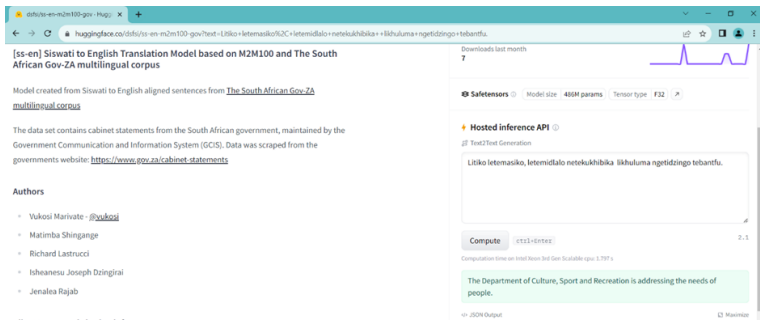 dsfsi/ss-en-m2m100-gov · Hugg
huggingface.co/dsfsi/ss-en-m2m100-gov?text=Litiko+letemasiko%2C+letemidlalo+netekukhibika++likhuluma+ngetidzingo+tebantfu.
[ss-en] Siswati to English Translation Model based on M2M100 and The South
African Gov-ZA multilingual corpus
Model created from Siswati to English aligned sentences from The South African Gov-ZA
multilingual corpus
The data set contains cabinet statements from the South African government, maintained by the
Government Communication and Information System (GCIS). Data was scraped from the
governments website: https://www.gov.za/cabinet-statements
Authors
Vukosi Marivate - @vukosi
Matimba Shingange
Richard Lastrucci
Isheanesu Joseph Dzingirai
Jenalea Rajab
Downloads last month
7
Safetensors
Model size 486M params Tensor type F32
Hosted inference API
Text2Text Generation
Litiko letemasiko, letemidlalo netekukhibika likhuluma ngetidzingo tebantfu.
Compute ctrl+Enter 2.1
Computation time on Intel Xeon 3rd Gen Scalable cpu: 1.797 s
The Department of Culture, Sport and Recreation is addressing the needs of
people.
JSON Output Maximize